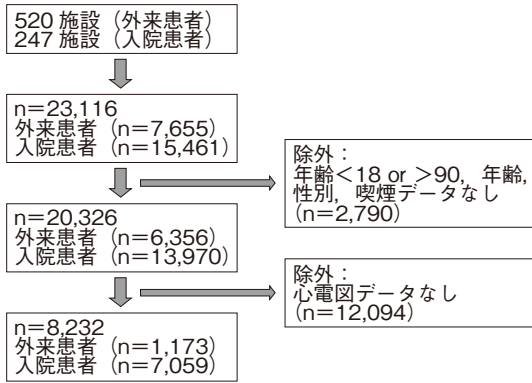 520 施設（外来患者）
247 施設（入院患者）
n＝23,116
外来患者（n＝7,655）
入院患者（n＝15,461）
除外：
年齢＜18 or ＞90，年齢，
性別，喫煙データなし
（n＝2,790）
n＝20,326
外来患者（n＝6,356）
入院患者（n＝13,970）
除外：
心電図データなし
（n＝12,094）
n＝8,232
外来患者（n＝1,173）
入院患者（n＝7,059）